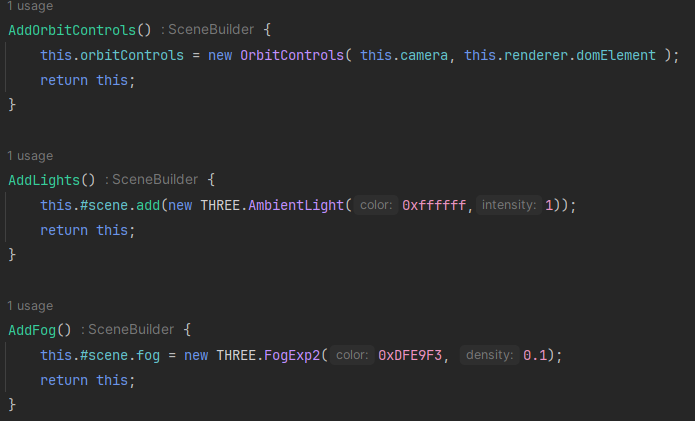 1 usage
AddOrbitControls() : SceneBuilder {
this.orbitControls = new OrbitControls( this.camera, this.renderer.domElement );
return this;
}
1 usage
AddLights() : SceneBuilder {
this.#scene.add(new THREE.AmbientLight( color: 0xffffff, intensity: 1));
return this;
}
1 usage
AddFog() : SceneBuilder {
this.#scene.fog = new THREE.FogExp2( color: 0xDFE9F3, density: 0.1);
return this;
}